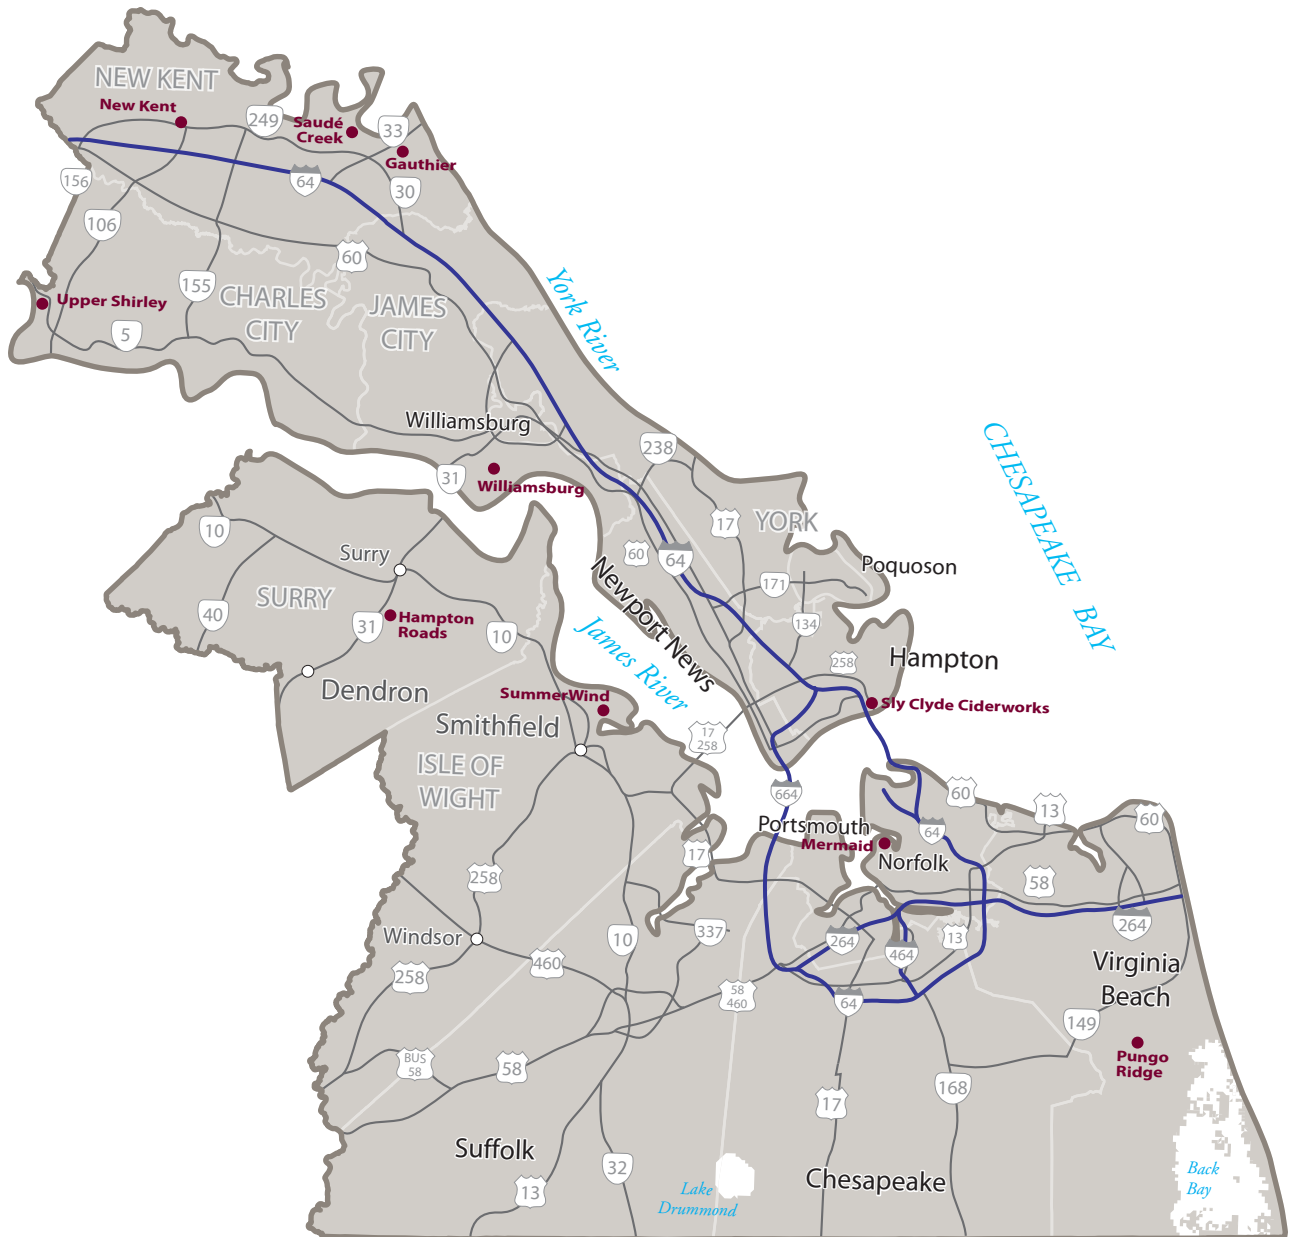 NEW KENT
New Kent
249
Saudé
Creek
33
Gauthier
156
64
30
106
60
155
Upper Shirley
CHARLES
CITY
JAMES
CITY
5
York River
Williamsburg
238
31
Williamsburg
CHESAPEAKE BAY
10
17
YORK
Surry
60
64
Poquoson
SURRY
171
40
Hampton
Roads
31
10
134
Newport News
James River
258
Hampton
Dendron
SummerWind
Sly Clyde Ciderworks
Smithfield
17
258
ISLE OF
WIGHT
664
60
13
60
Portsmouth
Mermaid
64
17
Norfolk
258
58
337
264
Windsor
10
264
464
13
460
258
Virginia
Beach
58
460
64
149
BUS
58
58
Pungo
Ridge
17
168
Suffolk
32
13
Chesapeake
Lake
Drummond
Back
Bay